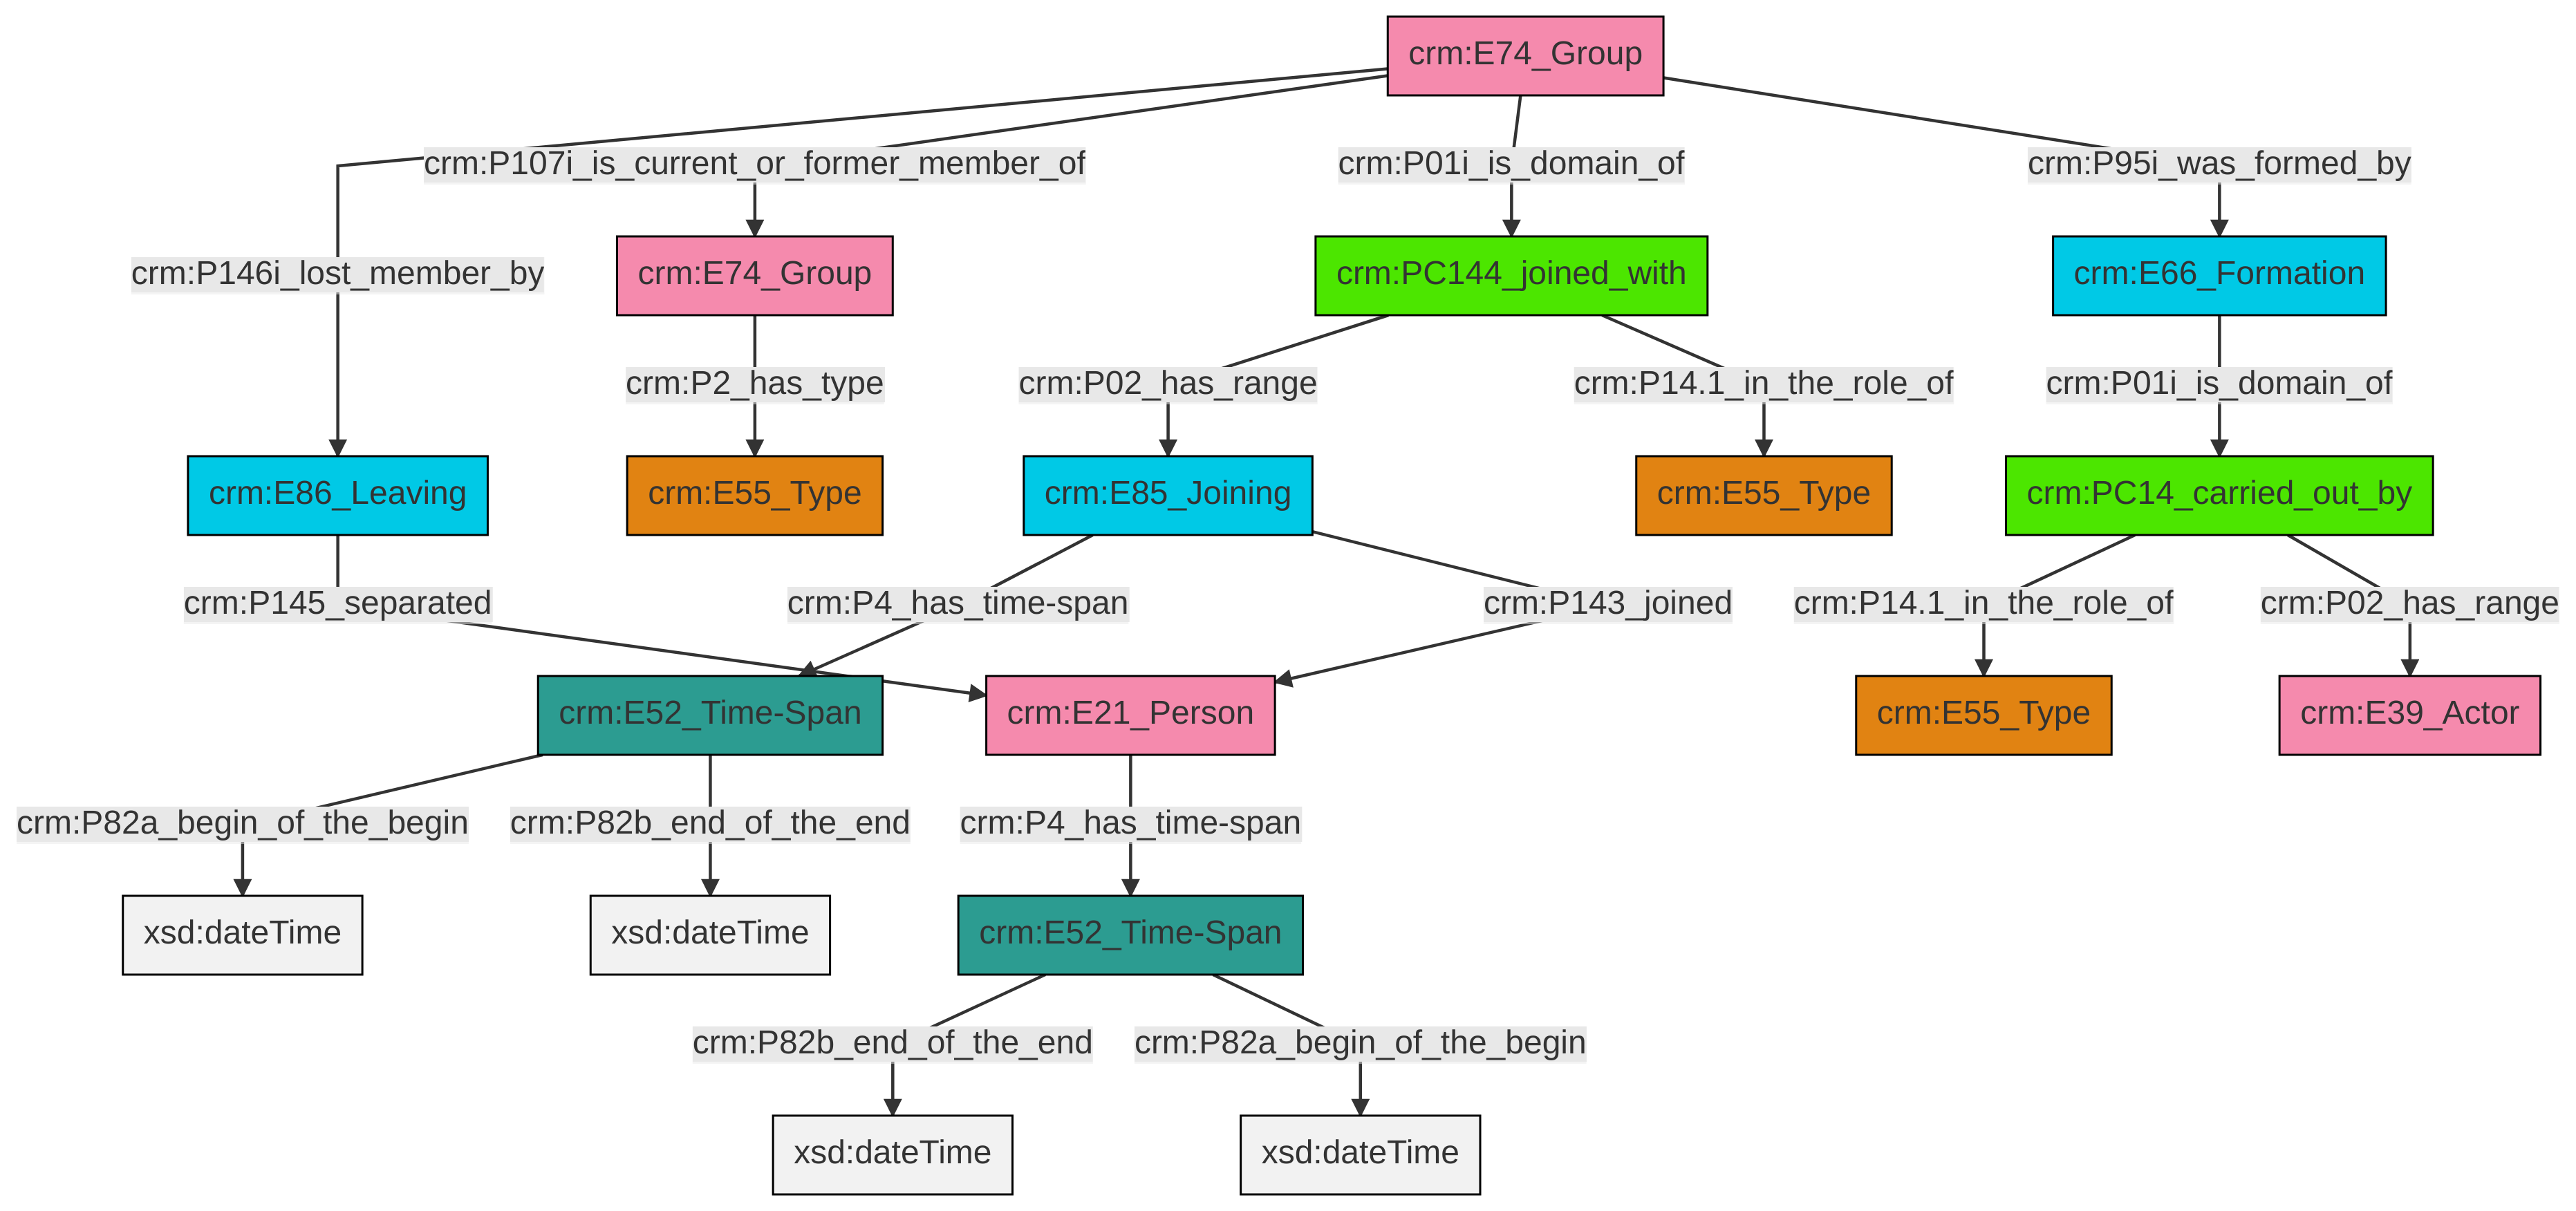 crm:E74_Group
crm:P107i_is_current_or_former_member_of
crm:P01i_is_domain_of
crm:P95i_was_formed_by
crm:P146i_lost_member_by
crm:E74_Group
crm:PC144_joined_with
crm:E66_Formation
crm:P2_has_type
crm:P02_has_range
crm:P14.1_in_the_role_of
crm:P01i_is_domain_of
crm:E86_Leaving
crm:E55_Type
crm:E85_Joining
crm:E55_Type
crm:PC14_carried_out_by
crm:P145_separated
crm:P4_has_time-span
crm:P143_joined
crm:P14.1_in_the_role_of
crm:P02_has_range
crm:E52_Time-Span
crm:E21_Person
crm:E55_Type
crm:E39_Actor
crm:P82a_begin_of_the_begin
crm:P82b_end_of_the_end
crm:P4_has_time-span
xsd:dateTime
xsd:dateTime
crm:E52_Time-Span
crm:P82b_end_of_the_end
crm:P82a_begin_of_the_begin
xsd:dateTime
xsd:dateTime